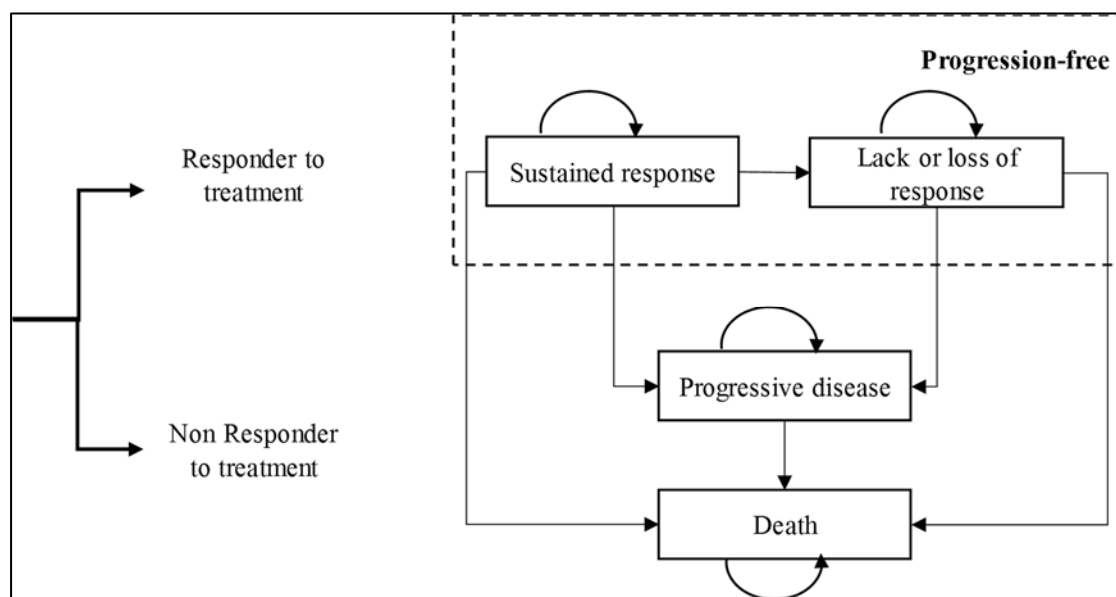 Progression-free
Responder to
treatment
Sustained response
Lack or loss of
response
Progressive disease
Non Responder
to treatment
Death